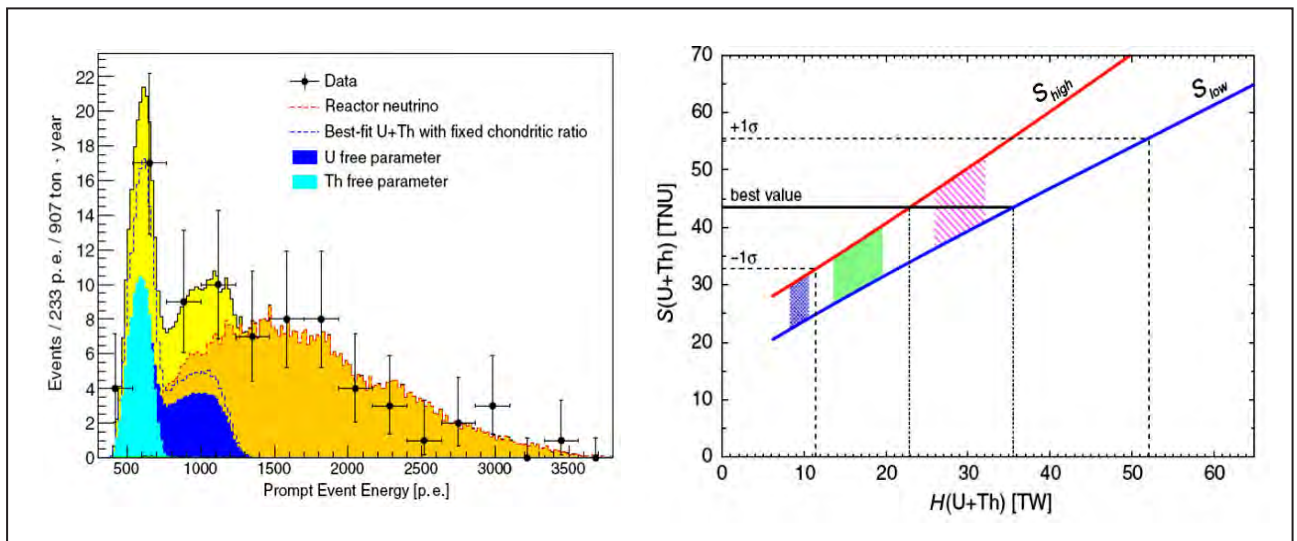 22
20
18
16
14
12
10
8
6
4
2
0
Events / 233 p. e. / 907 ton · year
Data
Reactor neutrino
Best-fit U+Th with fixed chondritic ratio
U free parameter
Th free parameter
500 1000 1500 2000 2500 3000 3500
Prompt Event Energy [p. e.]
70
60
50
40
30
20
10
0
S(U+Th) [TNU]
S high
S low
+1σ
best value
−1σ
0 10 20 30 40 50 60
H(U+Th) [TW]